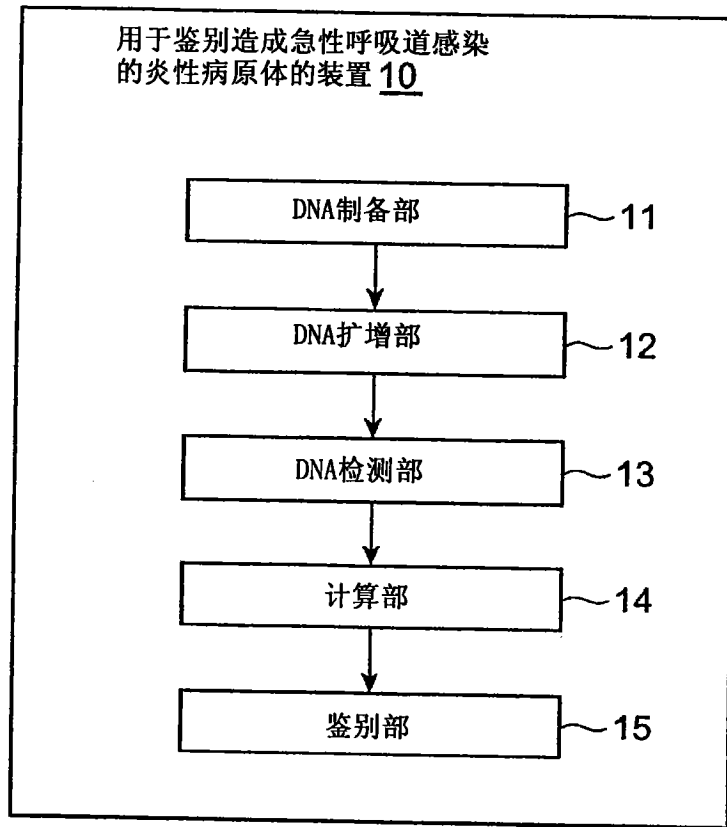 用于鉴别造成急性呼吸道感染
的炎性病原体的装置 10
DNA制备部
11
DNA扩增部
12
DNA检测部
13
计算部
14
鉴别部
15